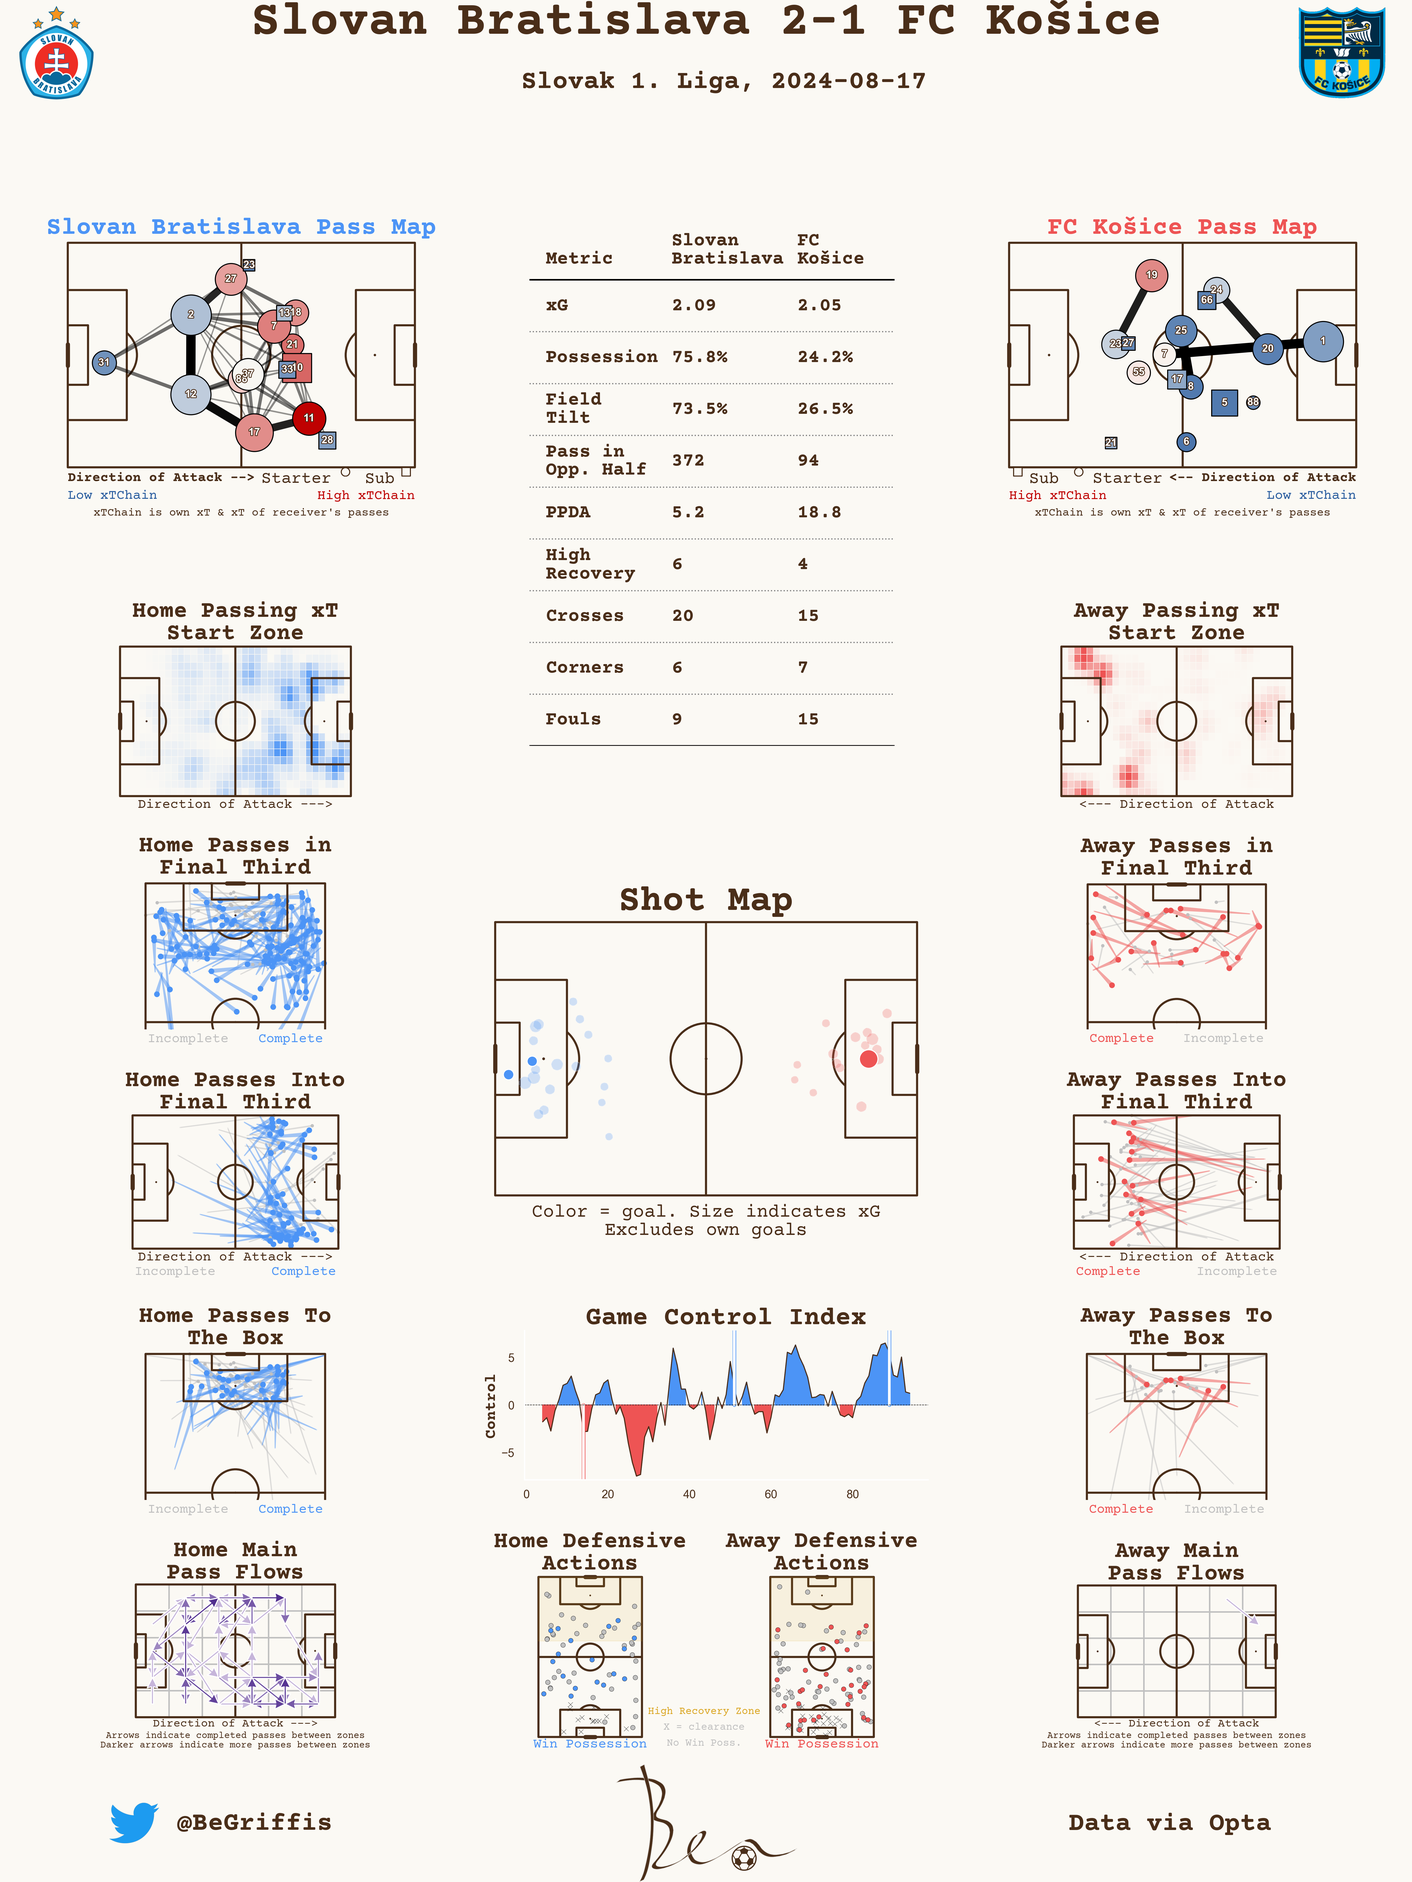 Slovan Bratislava 2-1 FC Košice
Slovak 1. Liga, 2024-08-17
SLOVAN
BRATISLAVA
FC KOŠICE
Slovan Bratislava Pass Map
23
27
2
13
18
7
21
31
33
10
37
12
11
17
28
Direction of Attack --> Starter Sub
Low xTChain High xTChain
xTChain is own xT & xT of receiver's passes
Metric Slovan Bratislava FC Košice
xG 2.09 2.05
Possession 75.8% 24.2%
Field Tilt 73.5% 26.5%
Pass in Opp. Half 372 94
PPDA 5.2 18.8
High Recovery 6 4
Crosses 20 15
Corners 6 7
Fouls 9 15
FC Košice Pass Map
19
24
66
25
23
27
7
20
1
55
17
8
5
88
21
6
Sub Starter <-- Direction of Attack
High xTChain Low xTChain
xTChain is own xT & xT of receiver's passes
Home Passing xT
Start Zone
Direction of Attack --->
Away Passing xT
Start Zone
<--- Direction of Attack
Home Passes in
Final Third
Incomplete Complete
Away Passes in
Final Third
Complete Incomplete
Shot Map
Color = goal. Size indicates xG
Excludes own goals
Home Passes Into
Final Third
Direction of Attack --->
Incomplete Complete
Away Passes Into
Final Third
<--- Direction of Attack
Complete Incomplete
Home Passes To
The Box
Incomplete Complete
Game Control Index
Control
5
0
−5
0 20 40 60 80
Away Passes To
The Box
Complete Incomplete
Home Main
Pass Flows
Direction of Attack --->
Arrows indicate completed passes between zones
Darker arrows indicate more passes between zones
Home Defensive
Actions
Win Possession
Away Defensive
Actions
Win Possession
High Recovery Zone
X = clearance
No Win Poss.
Away Main
Pass Flows
<--- Direction of Attack
Arrows indicate completed passes between zones
Darker arrows indicate more passes between zones
@BeGriffis
Ben
Data via Opta